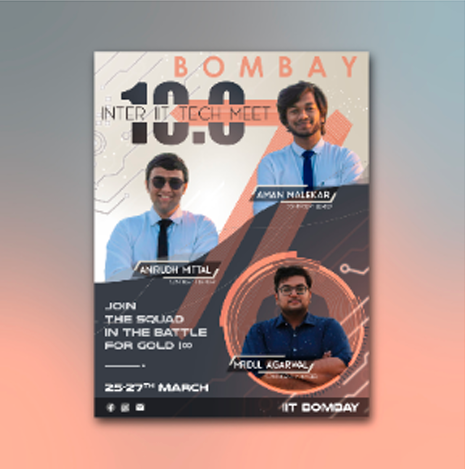 BOMBAY
10.0
INTER IIT TECH MEET
AMAN MALEKAR
ANIRUDH MITTAL
JOIN
THE SQUAD
IN THE BATTLE
FOR GOLD
MRIDUL AGARWAL
25-27TH MARCH
IIT BOMBAY